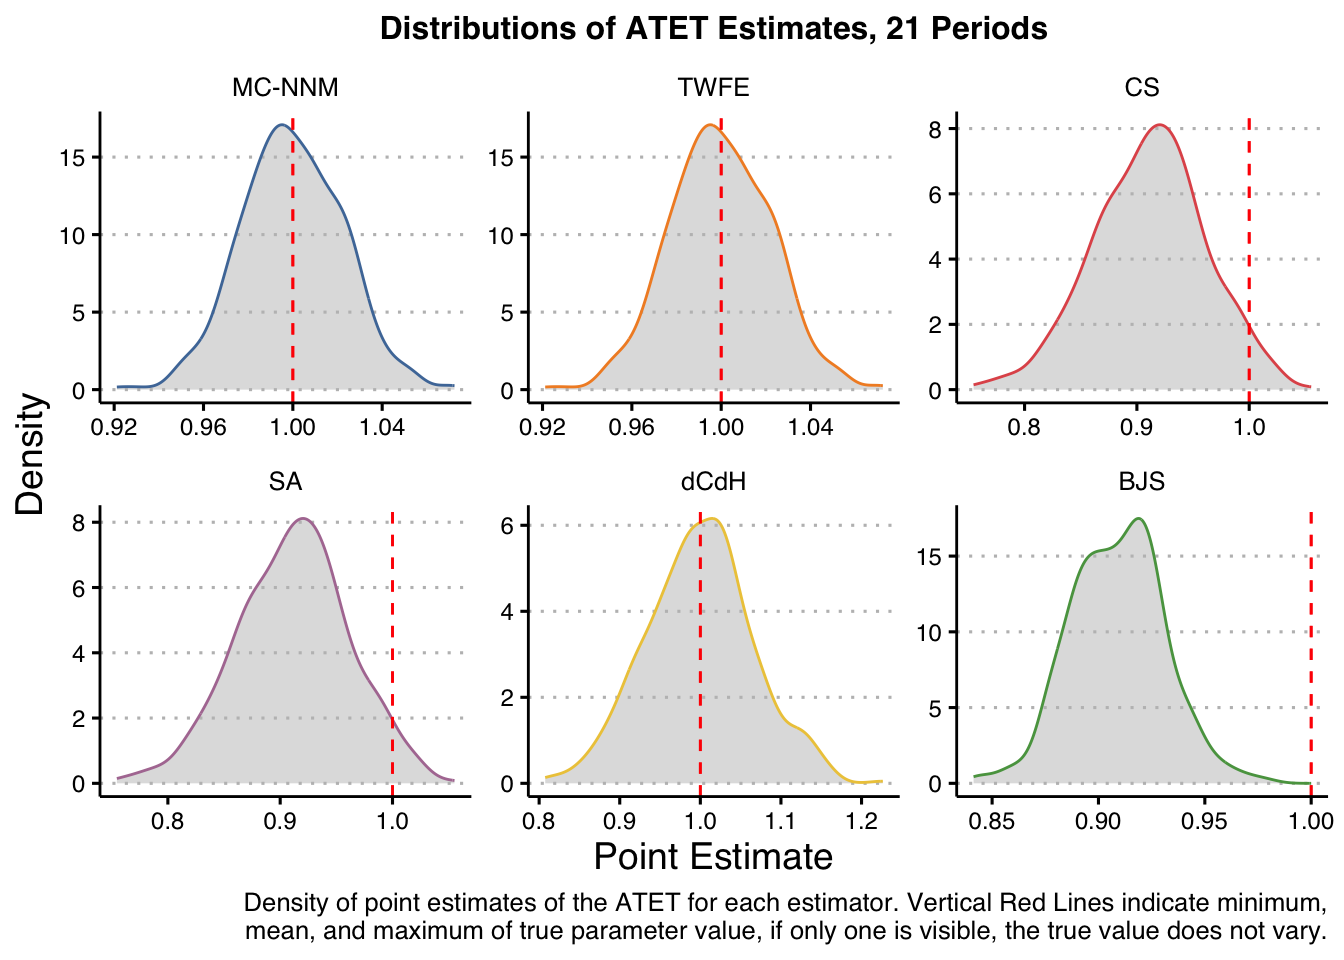 Distributions of ATET Estimates, 21 Periods
MC-NNM
TWFE
CS
15
10
5
0
0.92 0.96 1.00 1.04
15
10
5
0
0.92 0.96 1.00 1.04
8
6
4
2
0
0.8 0.9 1.0
Density
SA
dCdH
BJS
8
6
4
2
0
0.8 0.9 1.0
6
4
2
0
0.8 0.9 1.0 1.1 1.2
15
10
5
0
0.85 0.90 0.95 1.00
Point Estimate
Density of point estimates of the ATET for each estimator. Vertical Red Lines indicate minimum,
mean, and maximum of true parameter value, if only one is visible, the true value does not vary.